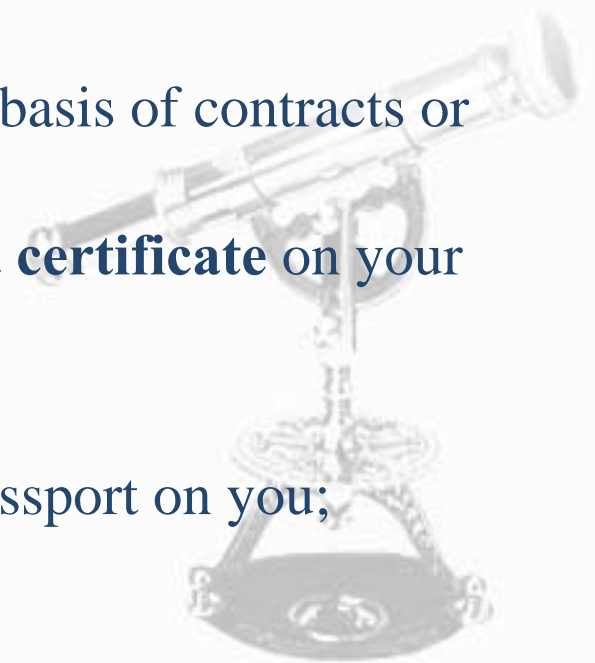 basis of contracts or
certificate on your
ssport on you;